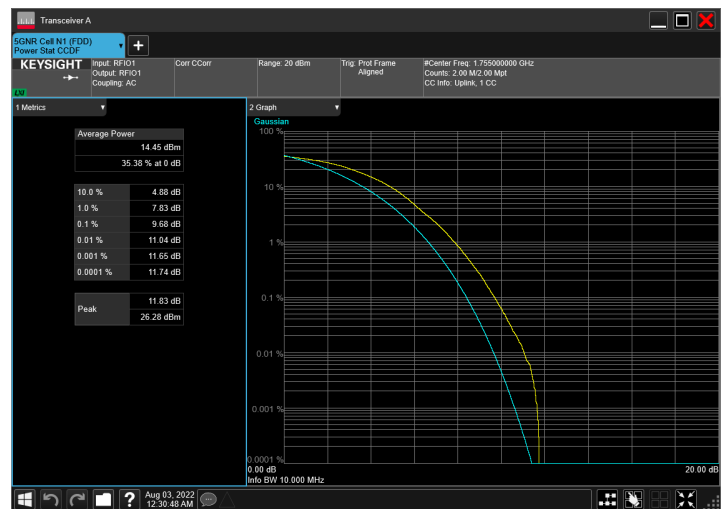 Transceiver A
5GNR Cell N1 (FDD)
Power Stat CCDF
KEYSIGHT
Input: RFIO1
Output: RFIO1
Coupling: AC
Corr CCorr
Range: 20 dBm
Trig: Prot Frame
Aligned
#Center Freq: 1.755000000 GHz
Counts: 2.00 M/2.00 Mpt
CC Info: Uplink, 1 CC
LXI
1 Metrics
Average Power
14.45 dBm
35.38 % at 0 dB
10.0 % 4.88 dB
1.0 % 7.83 dB
0.1 % 9.68 dB
0.01 % 11.04 dB
0.001 % 11.65 dB
0.0001 % 11.74 dB
Peak
11.83 dB
26.28 dBm
2 Graph
Gaussian
100 %
10 %
1 %
0.1 %
0.01 %
0.001 %
0.0001 %
0.00 dB
20.00 dB
Info BW 10.000 MHz
?
Aug 03, 2022
12:30:48 AM